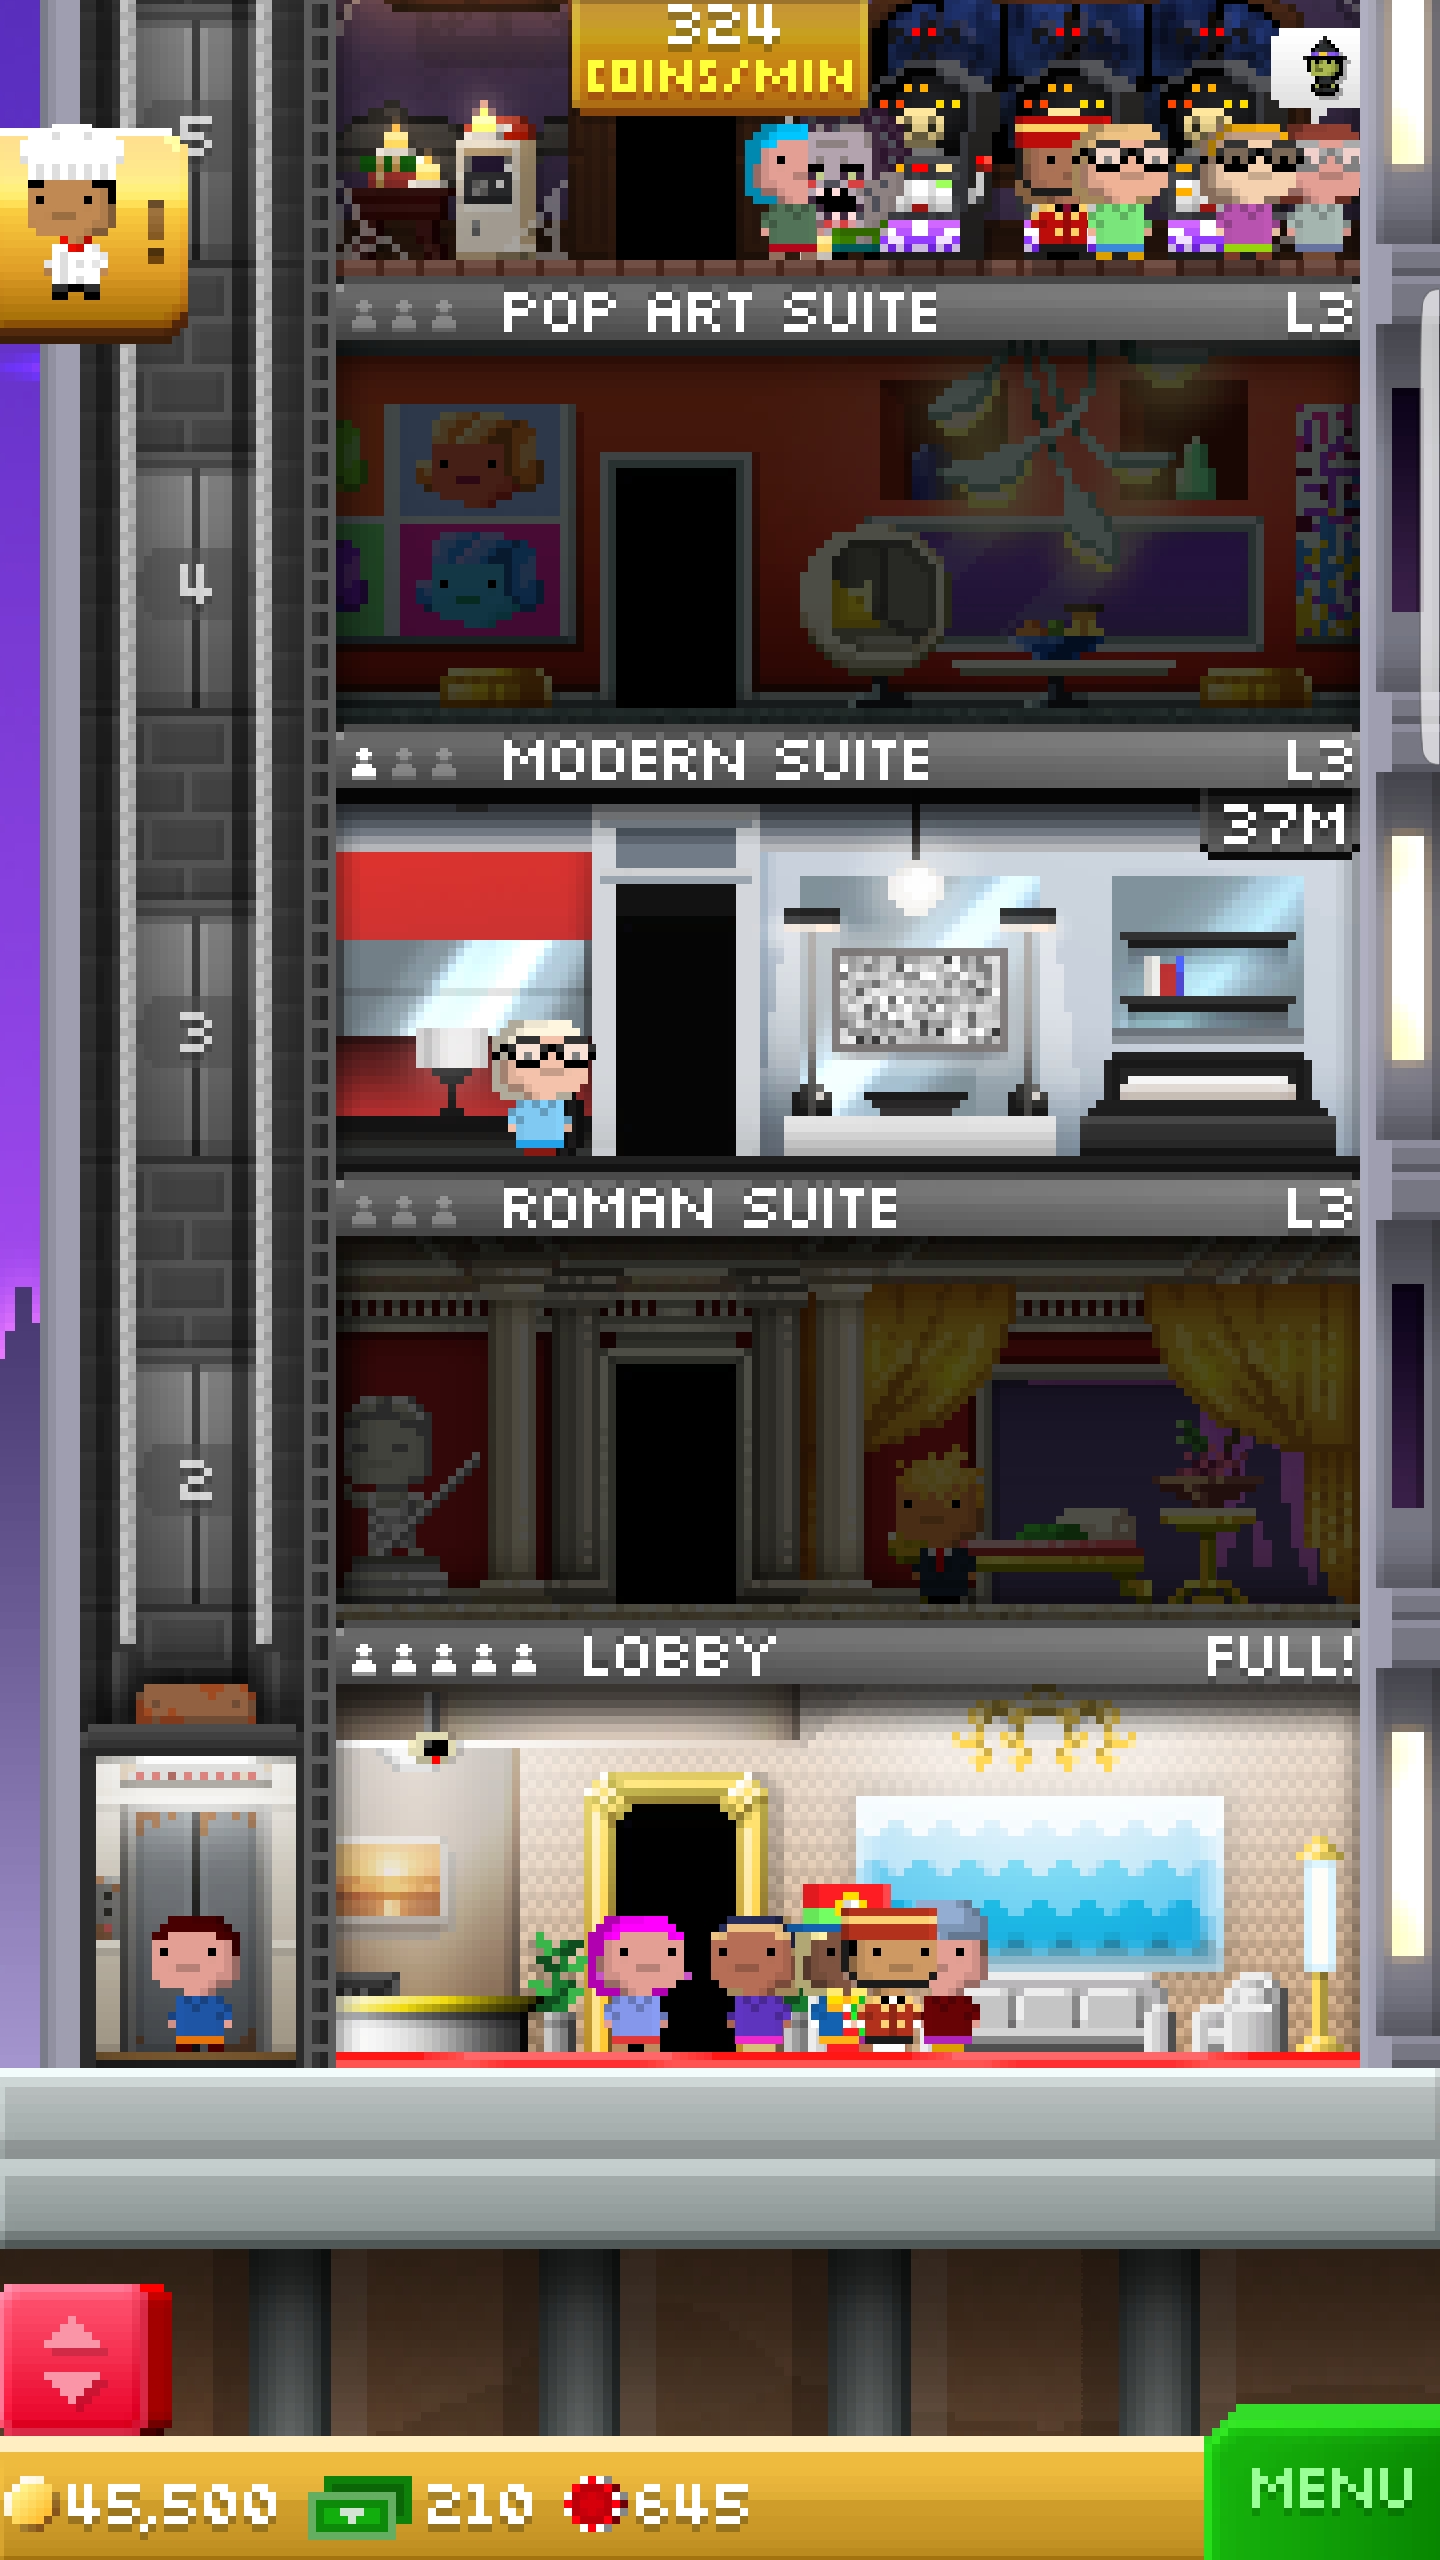 324
COINS/MIN
5
POP ART SUITE L3
4
MODERN SUITE L3
37M
3
ROMAN SUITE L3
2
LOBBY FULL!
45,500 210 645
MENU